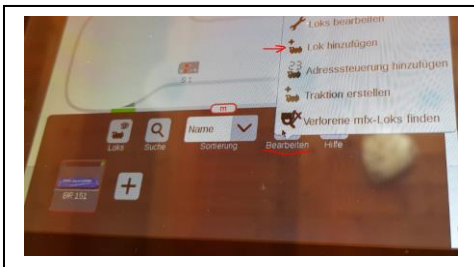 Loks bearbeiten
Lok hinzufügen
Adresssteuerung hinzufügen
Traktion erstellen
Verlorene mfx-Loks finden
m
Name
Loks
Suche
Sortierung
Bearbeiten
Hilfe
BR 151